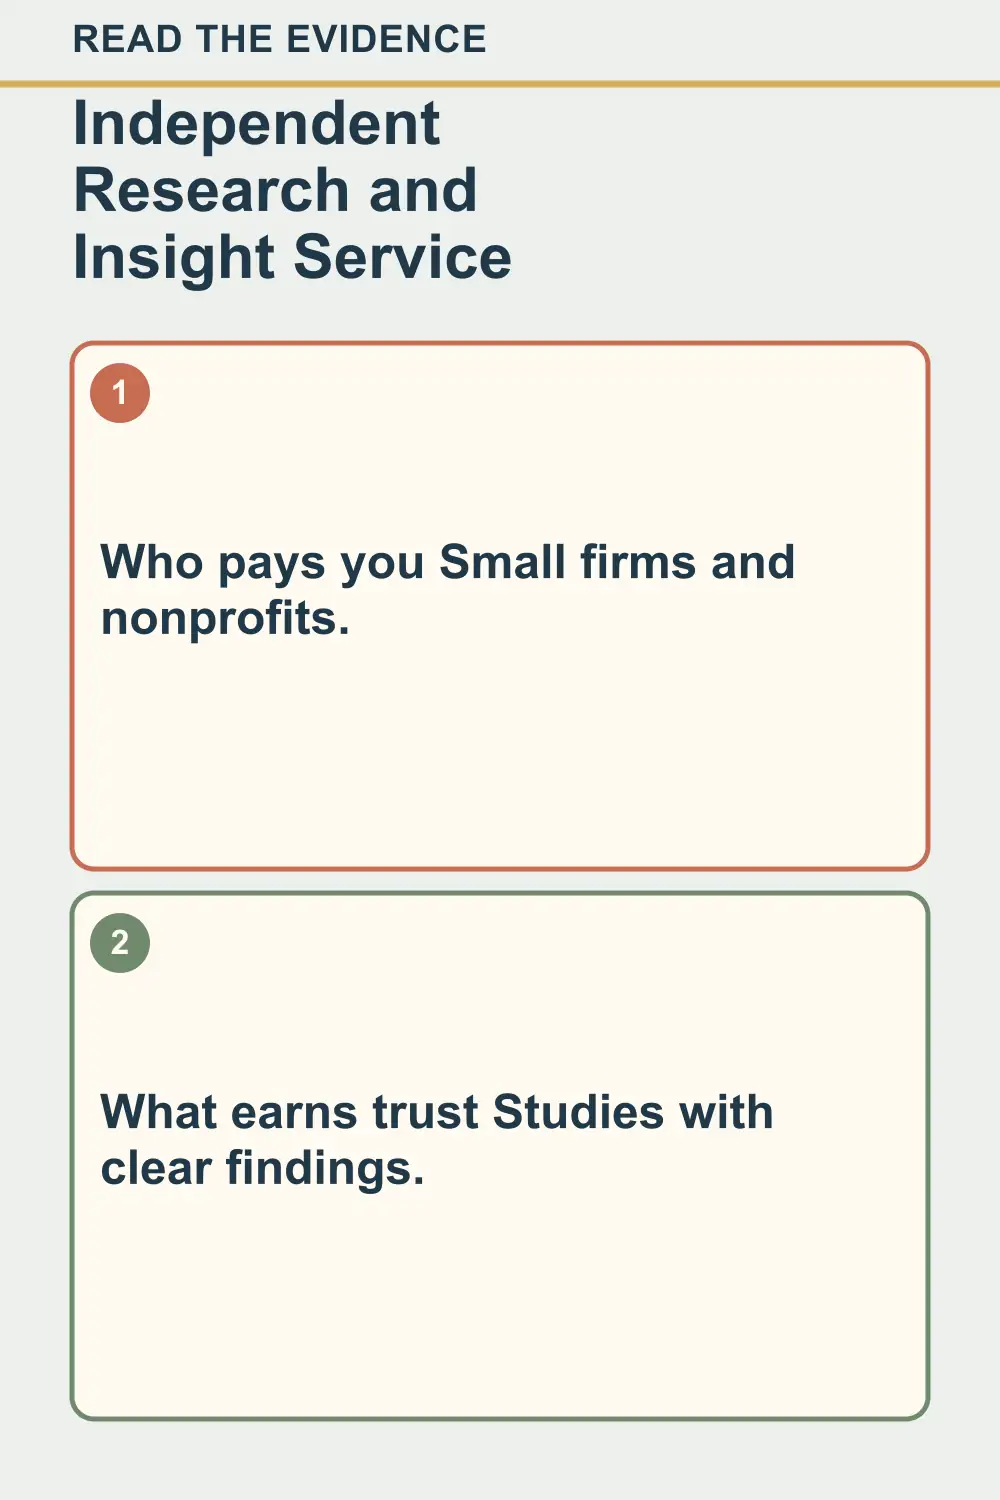 READ THE EVIDENCE
Independent
Research and
Insight Service
1
Who pays you Small firms and
nonprofits.
2
What earns trust Studies with
clear findings.